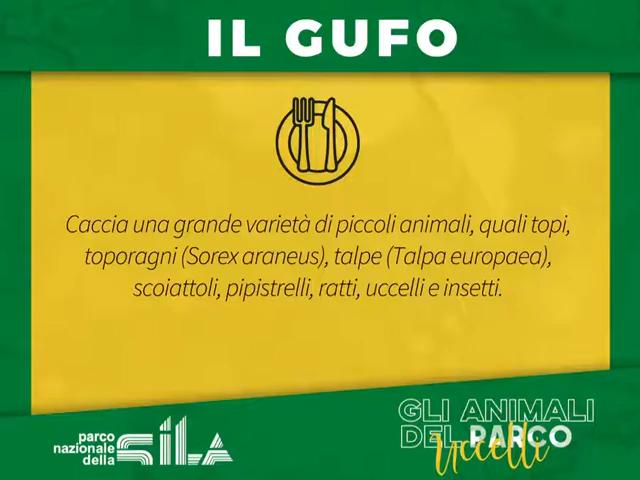 IL GUFO
Caccia una grande varietà di piccoli animali, quali topi,
toporagni (Sorex araneus), talpe (Talpa europaea),
scoiattoli, pipistrelli, ratti, uccelli e insetti.
parco
nazionale
della
SILA
GLI ANIMALI
DEL PARCO
Uccelli